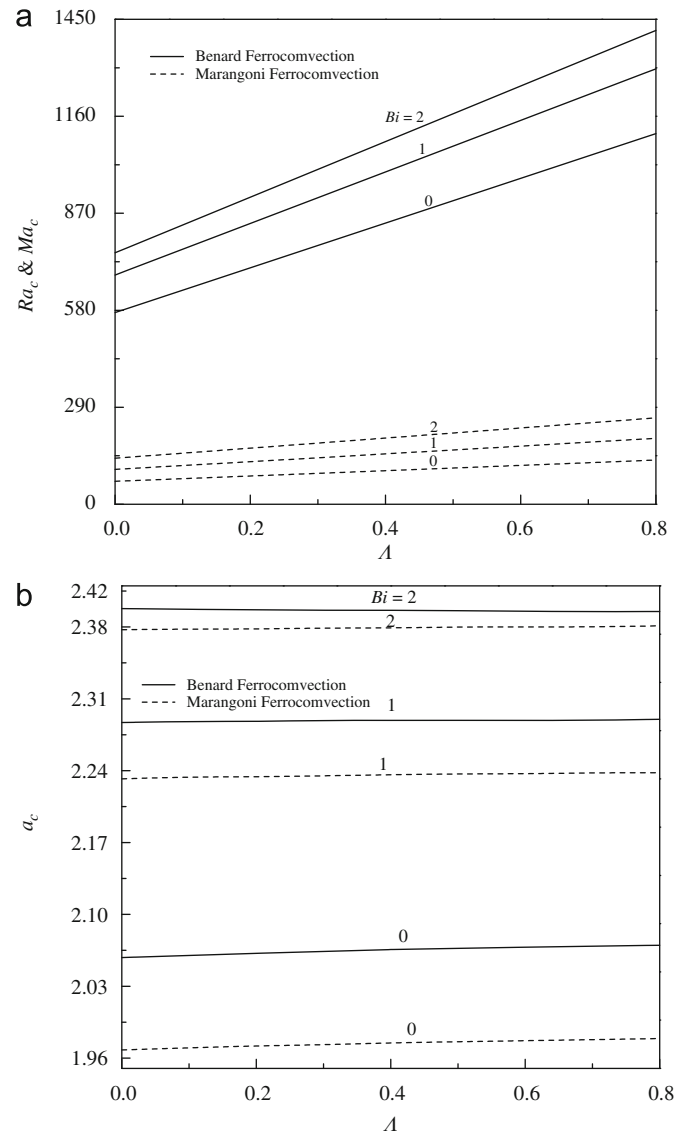 a
1450
1160
870
580
290
0
Ra_c & Ma_c
Benard Ferrocomvection
Marangoni Ferrocomvection
Bi = 2
1
0
2
1
0
0.0 0.2 0.4 0.6 0.8
Λ
b
2.42
2.38
2.31
2.24
2.17
2.10
2.03
1.96
a_c
Bi = 2
2
Benard Ferrocomvection
Marangoni Ferrocomvection
1
1
0
0
0.0 0.2 0.4 0.6 0.8
Λ